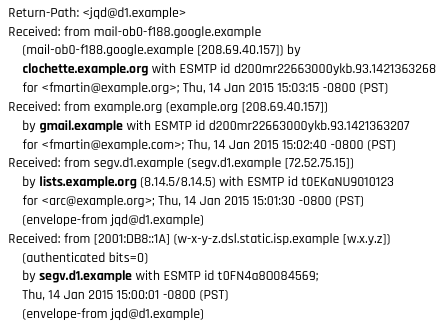 Return-Path: <jqd@d1.example>
Received: from mail-ob0-f188.google.example
(mail-ob0-f188.google.example [208.69.40.157]) by
clochette.example.org with ESMTP id d200mr22663000ykb.93.1421363268
for <fmartin@example.org>; Thu, 14 Jan 2015 15:03:15 -0800 (PST)
Received: from example.org (example.org [208.69.40.157])
by gmail.example with ESMTP id d200mr22663000ykb.93.1421363207
for <fmartin@example.com>; Thu, 14 Jan 2015 15:02:40 -0800 (PST)
Received: from segv.d1.example (segv.d1.example [72.52.75.15])
by lists.example.org (8.14.5/8.14.5) with ESMTP id t0EKaNU9010123
for <arc@example.org>; Thu, 14 Jan 2015 15:01:30 -0800 (PST)
(envelope-from jqd@d1.example)
Received: from [2001:DB8::1A] (w-x-y-z.dsl.static.isp.example [w.x.y.z])
(authenticated bits=0)
by segv.d1.example with ESMTP id t0FN4a80084569;
Thu, 14 Jan 2015 15:00:01 -0800 (PST)
(envelope-from jqd@d1.example)